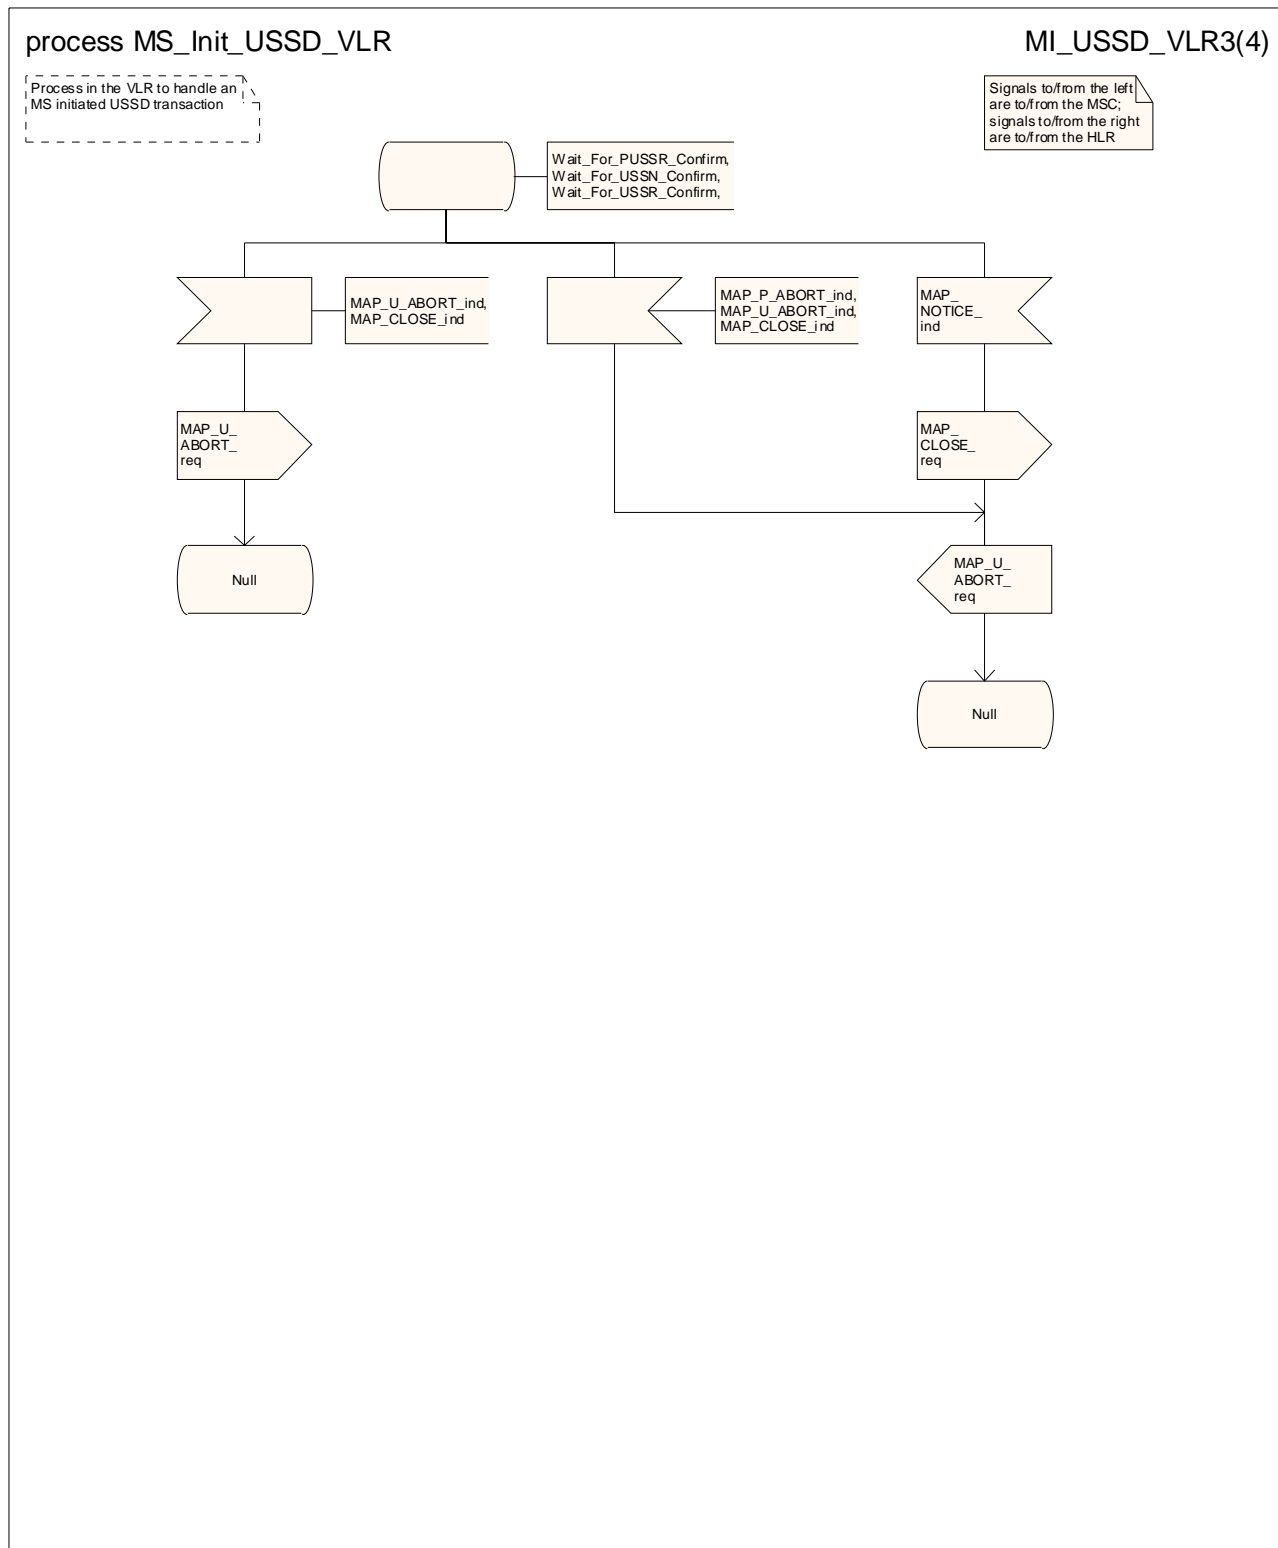 process MS_Init_USSD_VLR
MI_USSD_VLR3(4)
Process in the VLR to handle an
MS initiated USSD transaction
Signals to/from the left
are to/from the MSC;
signals to/from the right
are to/from the HLR
Wait_For_PUSSR_Confirm,
Wait_For_USSN_Confirm,
Wait_For_USSR_Confirm,
MAP_U_ABORT_ind,
MAP_CLOSE_ind
MAP_P_ABORT_ind,
MAP_U_ABORT_ind,
MAP_CLOSE_ind
MAP_
NOTICE_
ind
MAP_U_
ABORT_
req
MAP_
CLOSE_
req
Null
MAP_U_
ABORT_
req
Null